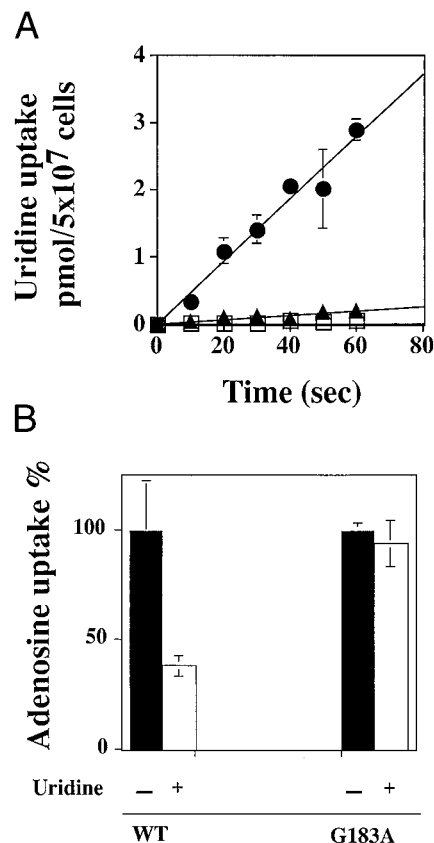 A
Uridine uptake
pmol/5x10⁷ cells
4
3
2
1
0
0 20 40 60 80
Time (sec)
B
Adenosine uptake %
100
50
0
Uridine – + – +
WT G183A